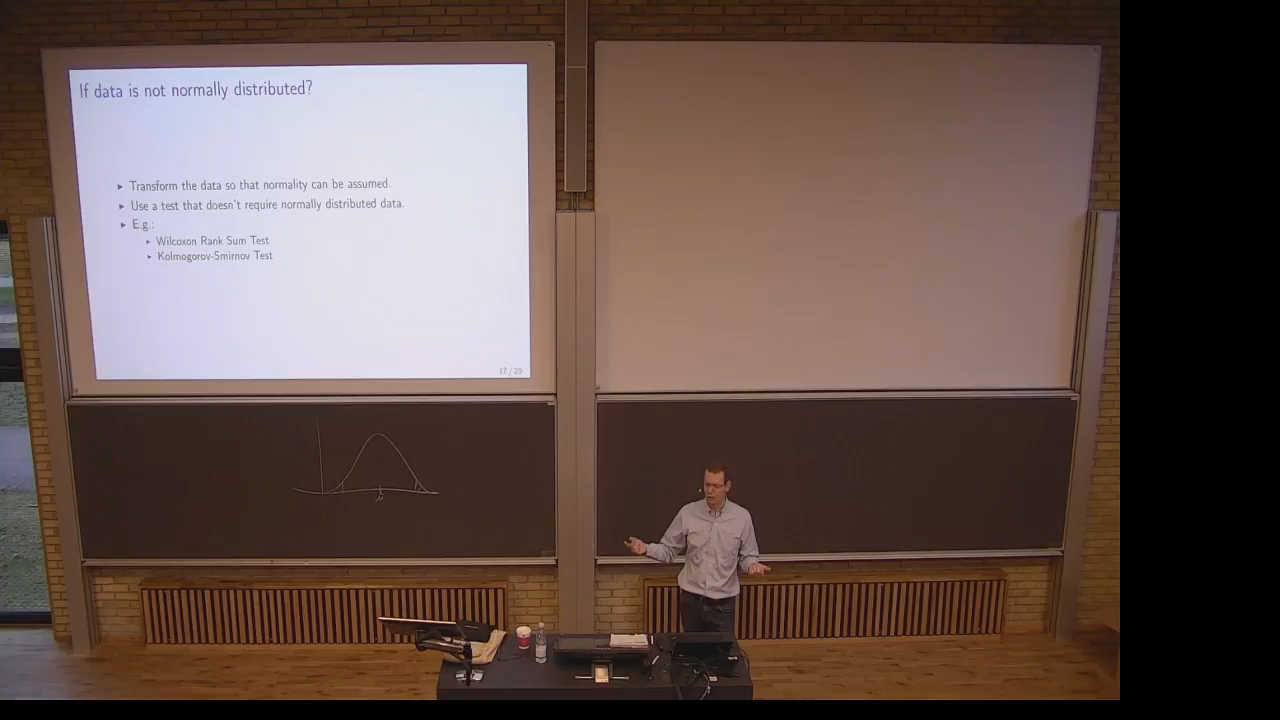 If data is not normally distributed?
▸ Transform the data so that normality can be assumed.
▸ Use a test that doesn't require normally distributed data.
▸ E.g.:
▸ Wilcoxon Rank Sum Test
▸ Kolmogorov-Smirnov Test
17 / 29
μ